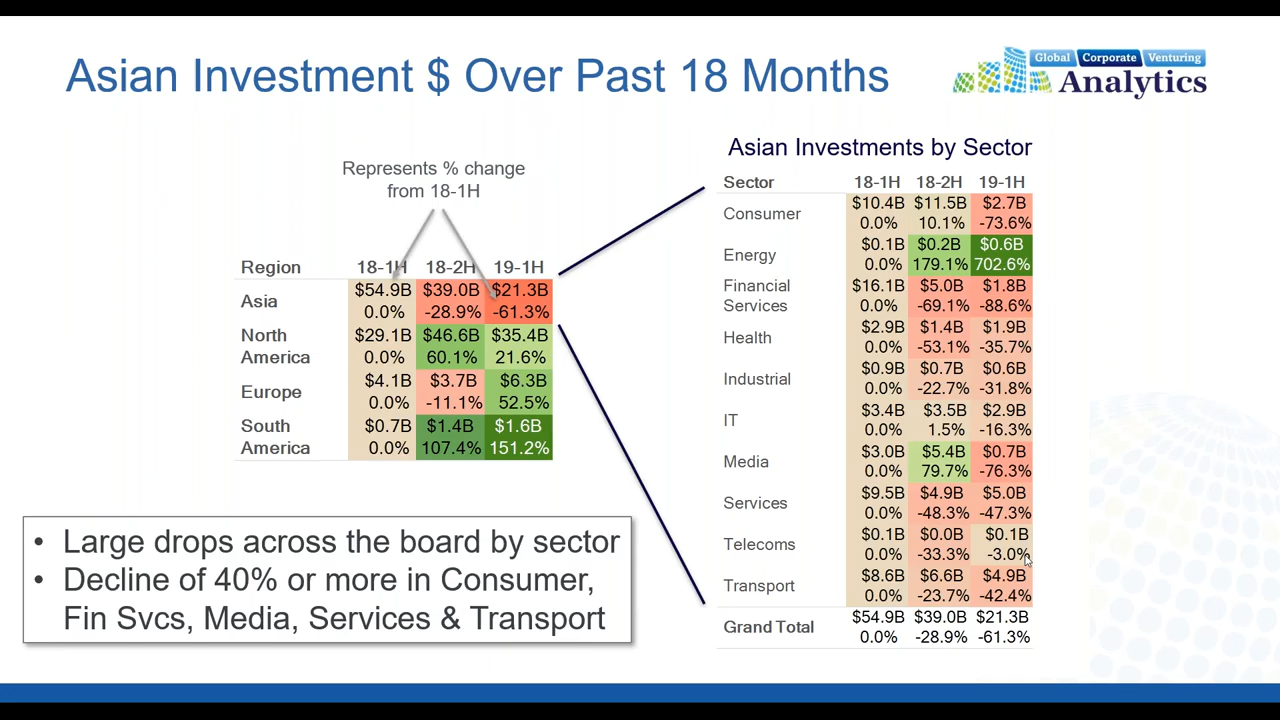 Asian Investment $ Over Past 18 Months
Global Corporate Venturing
Analytics
Represents % change
from 18-1H
Region 18-1H 18-2H 19-1H
Asia $54.9B $39.0B $21.3B
0.0% -28.9% -61.3%
North America $29.1B $46.6B $35.4B
0.0% 60.1% 21.6%
Europe $4.1B $3.7B $6.3B
0.0% -11.1% 52.5%
South America $0.7B $1.4B $1.6B
0.0% 107.4% 151.2%
Asian Investments by Sector
Sector 18-1H 18-2H 19-1H
Consumer $10.4B $11.5B $2.7B
0.0% 10.1% -73.6%
Energy $0.1B $0.2B $0.6B
0.0% 179.1% 702.6%
Financial Services $16.1B $5.0B $1.8B
0.0% -69.1% -88.6%
Health $2.9B $1.4B $1.9B
0.0% -53.1% -35.7%
Industrial $0.9B $0.7B $0.6B
0.0% -22.7% -31.8%
IT $3.4B $3.5B $2.9B
0.0% 1.5% -16.3%
Media $3.0B $5.4B $0.7B
0.0% 79.7% -76.3%
Services $9.5B $4.9B $5.0B
0.0% -48.3% -47.3%
Telecoms $0.1B $0.0B $0.1B
0.0% -33.3% -3.0%
Transport $8.6B $6.6B $4.9B
0.0% -23.7% -42.4%
Grand Total $54.9B $39.0B $21.3B
0.0% -28.9% -61.3%
• Large drops across the board by sector
• Decline of 40% or more in Consumer,
Fin Svcs, Media, Services & Transport